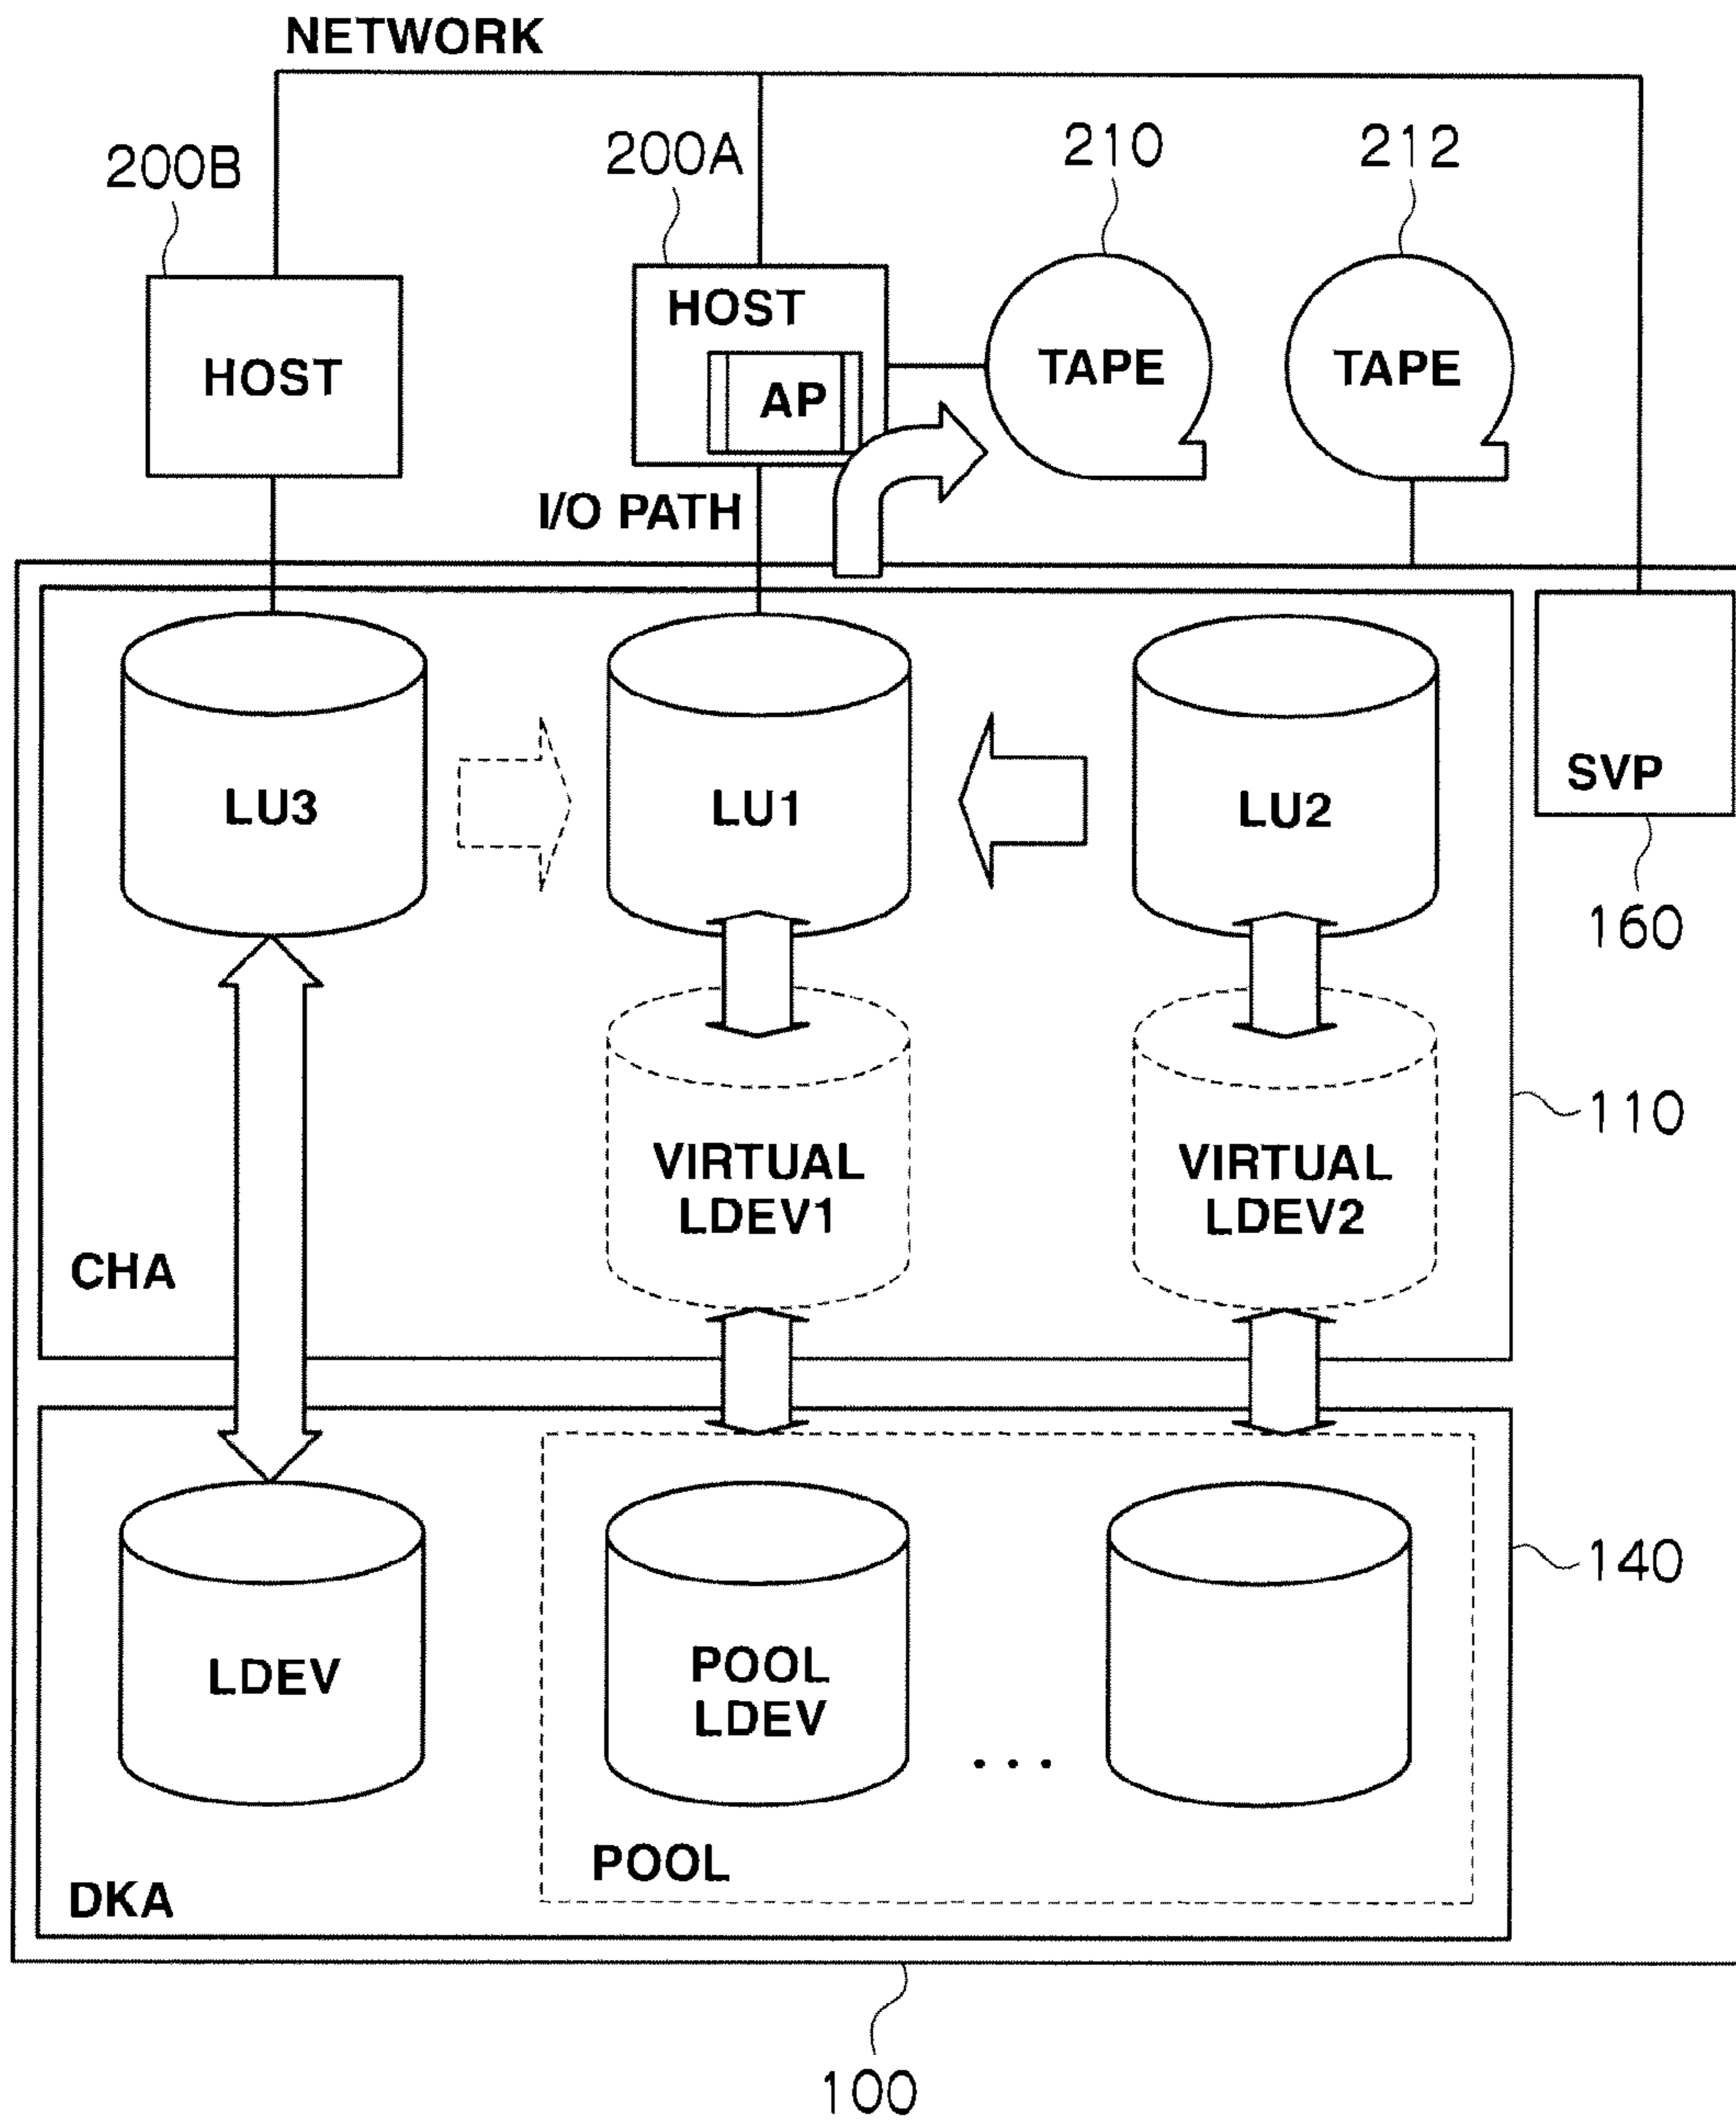 NETWORK
200B
200A
210
212
HOST
HOST
AP
TAPE
TAPE
I/O PATH
LU3
LU1
LU2
SVP
160
VIRTUAL
LDEV1
VIRTUAL
LDEV2
110
CHA
LDEV
POOL
LDEV
...
140
POOL
DKA
100